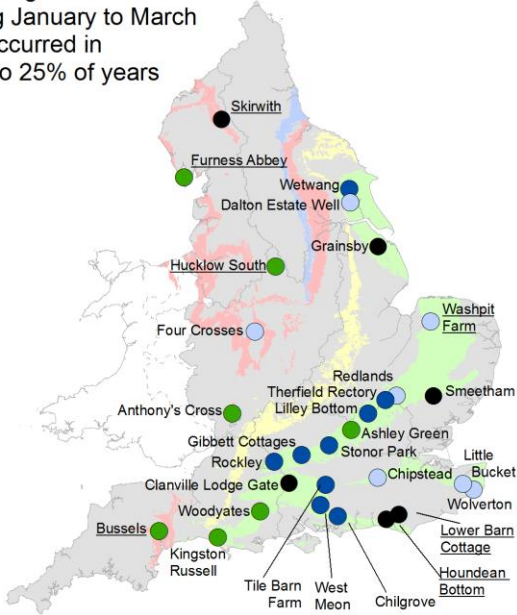 g January to March
ccurred in
o 25% of years
Skirwith
Furness Abbey
Wetwang
Dalton Estate Well
Grainsby
Hucklow South
Washpit
Farm
Four Crosses
Redlands
Therfield Rectory
Smeetham
Anthony's Cross
Lilley Bottom
Ashley Green
Gibbett Cottages
Stonor Park
Little
Bucket
Rockley
Chipstead
Clanville Lodge Gate
Wolverton
Woodyates
Bussels
Lower Barn
Cottage
Kingston
Russell
Houndean
Bottom
Tile Barn
Farm
West
Meon
Chilgrove